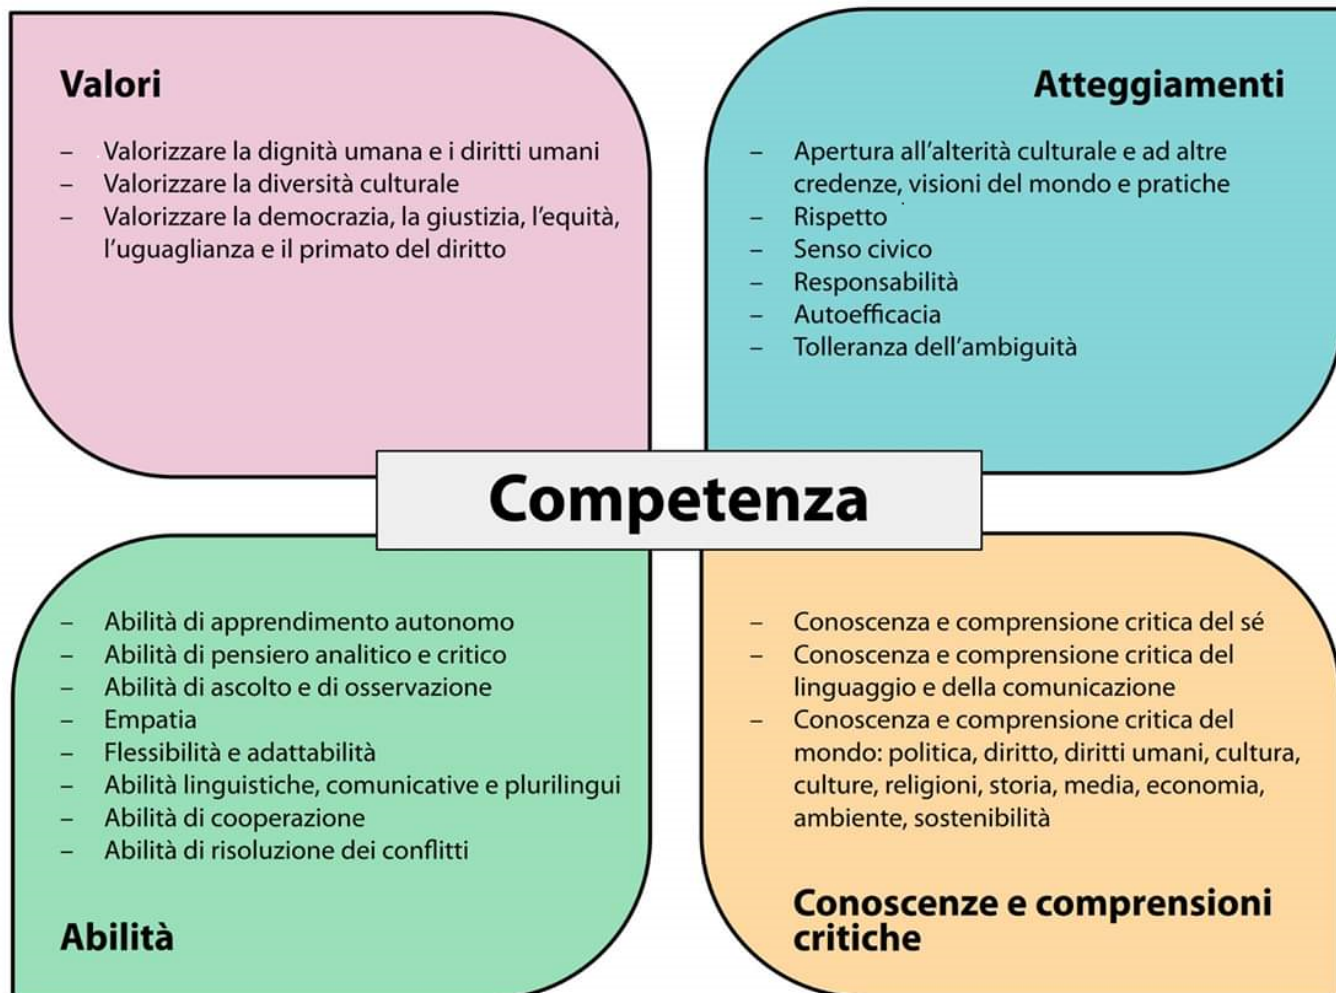 Valori
– Valorizzare la dignità umana e i diritti umani
– Valorizzare la diversità culturale
– Valorizzare la democrazia, la giustizia, l'equità,
l'uguaglianza e il primato del diritto
Atteggiamenti
– Apertura all'alterità culturale e ad altre
credenze, visioni del mondo e pratiche
– Rispetto
– Senso civico
– Responsabilità
– Autoefficacia
– Tolleranza dell'ambiguità
Competenza
– Abilità di apprendimento autonomo
– Abilità di pensiero analitico e critico
– Abilità di ascolto e di osservazione
– Empatia
– Flessibilità e adattabilità
– Abilità linguistiche, comunicative e plurilingui
– Abilità di cooperazione
– Abilità di risoluzione dei conflitti
Abilità
– Conoscenza e comprensione critica del sé
– Conoscenza e comprensione critica del
linguaggio e della comunicazione
– Conoscenza e comprensione critica del
mondo: politica, diritto, diritti umani, cultura,
culture, religioni, storia, media, economia,
ambiente, sostenibilità
Conoscenze e comprensioni
critiche